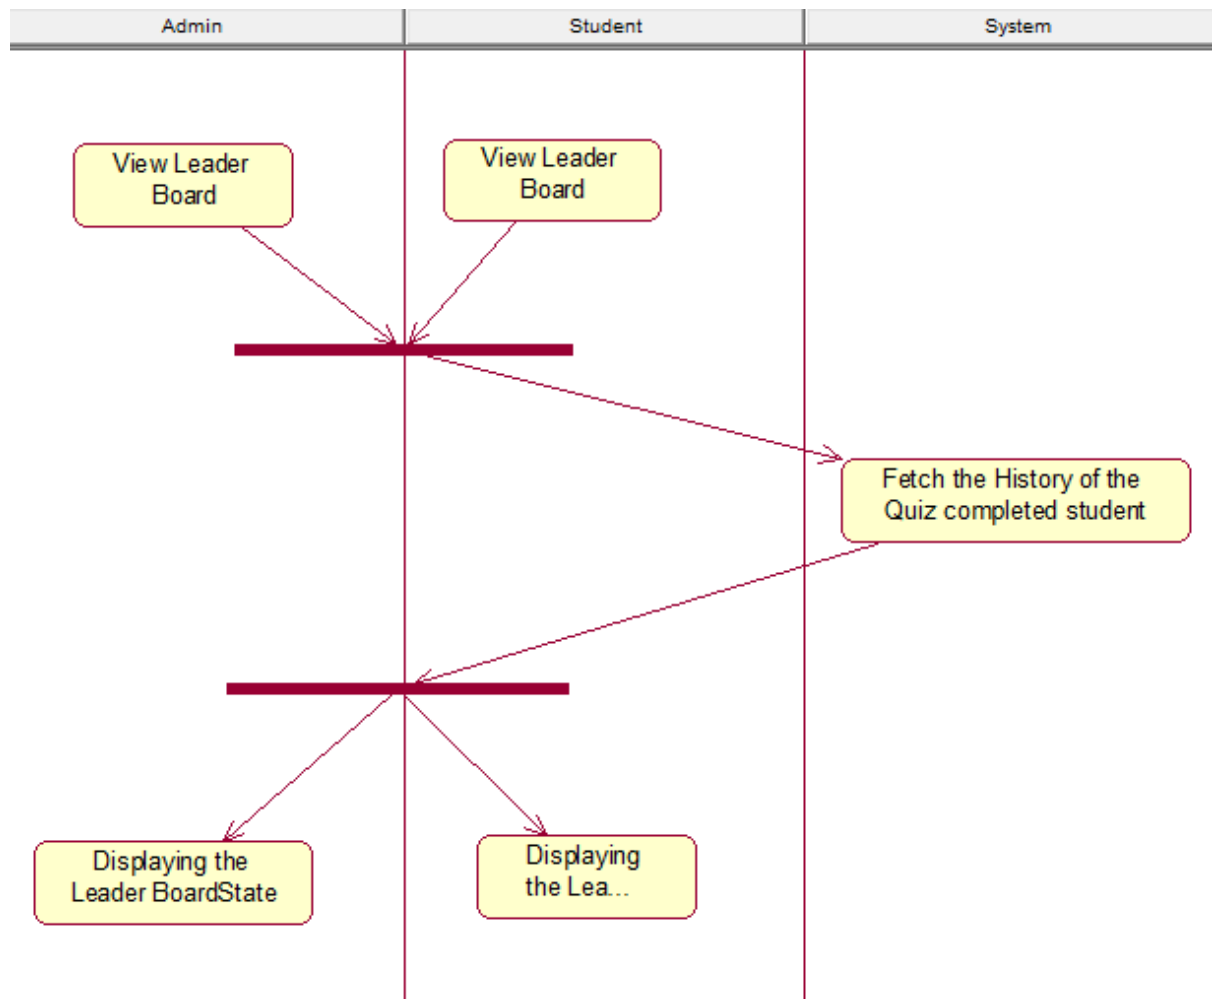 Admin
Student
System
View Leader
Board
View Leader
Board
Fetch the History of the
Quiz completed student
Displaying the
Leader BoardState
Displaying
the Lea...